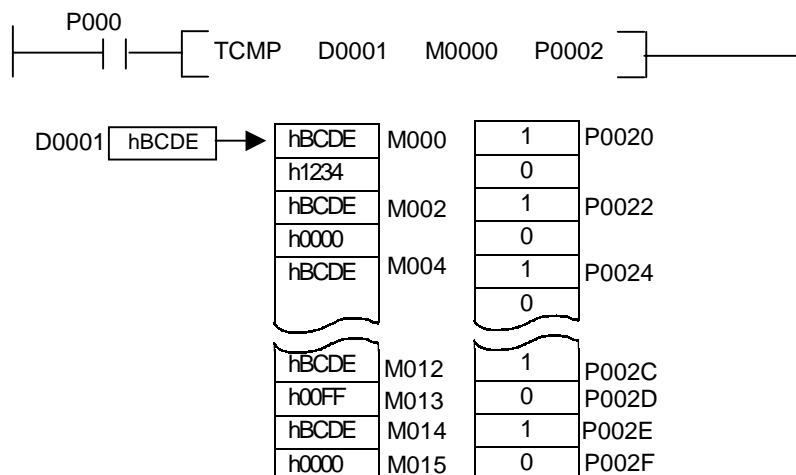 P000
TCMP D0001 M0000 P0002
D0001 hBCDE hBCDE M000 1 P0020
h1234 0
hBCDE M002 1 P0022
h0000 0
hBCDE M004 1 P0024
0
hBCDE M012 1 P002C
h00FF M013 0 P002D
hBCDE M014 1 P002E
h0000 M015 0 P002F